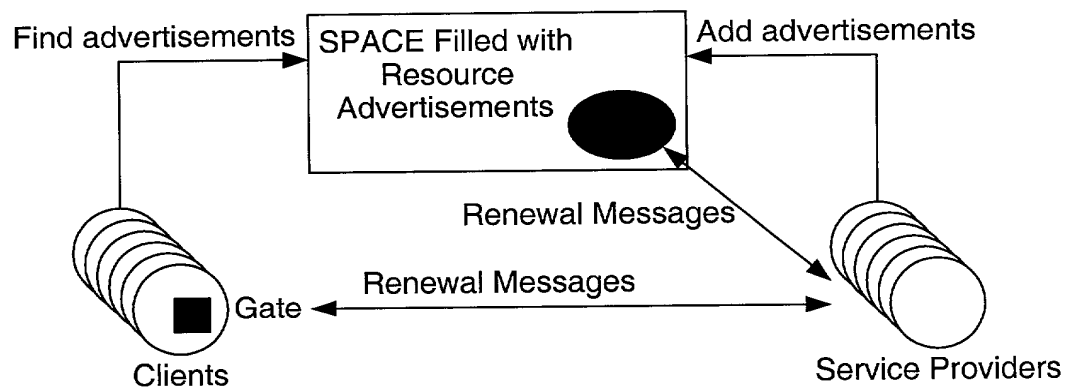 Find advertisements
SPACE Filled with
Resource
Advertisements
Add advertisements
Renewal Messages
Renewal Messages
Gate
Clients
Service Providers